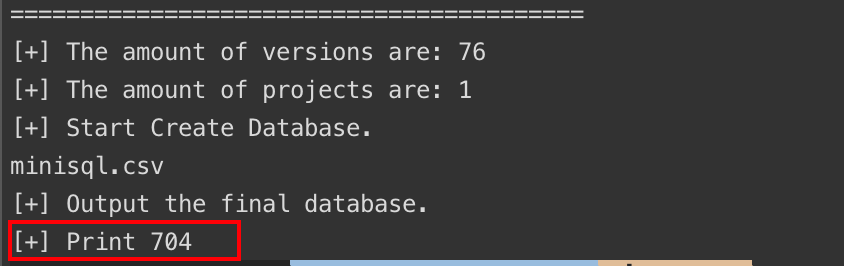 =========================================
[+] The amount of versions are: 76
[+] The amount of projects are: 1
[+] Start Create Database.
minisql.csv
[+] Output the final database.
[+] Print 704